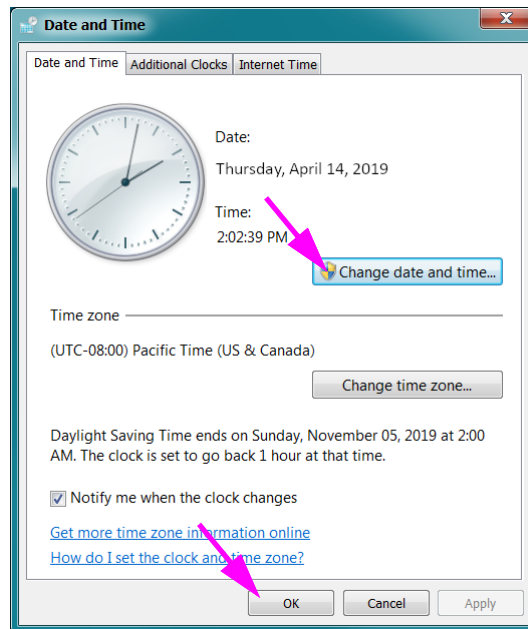 Date and Time
Date and Time
Additional Clocks
Internet Time
Date:
Thursday, April 14, 2019
Time:
2:02:39 PM
Change date and time...
Time zone
(UTC-08:00) Pacific Time (US & Canada)
Change time zone...
Daylight Saving Time ends on Sunday, November 05, 2019 at 2:00
AM. The clock is set to go back 1 hour at that time.
Notify me when the clock changes
Get more time zone information online
How do I set the clock and time zone?
OK
Cancel
Apply